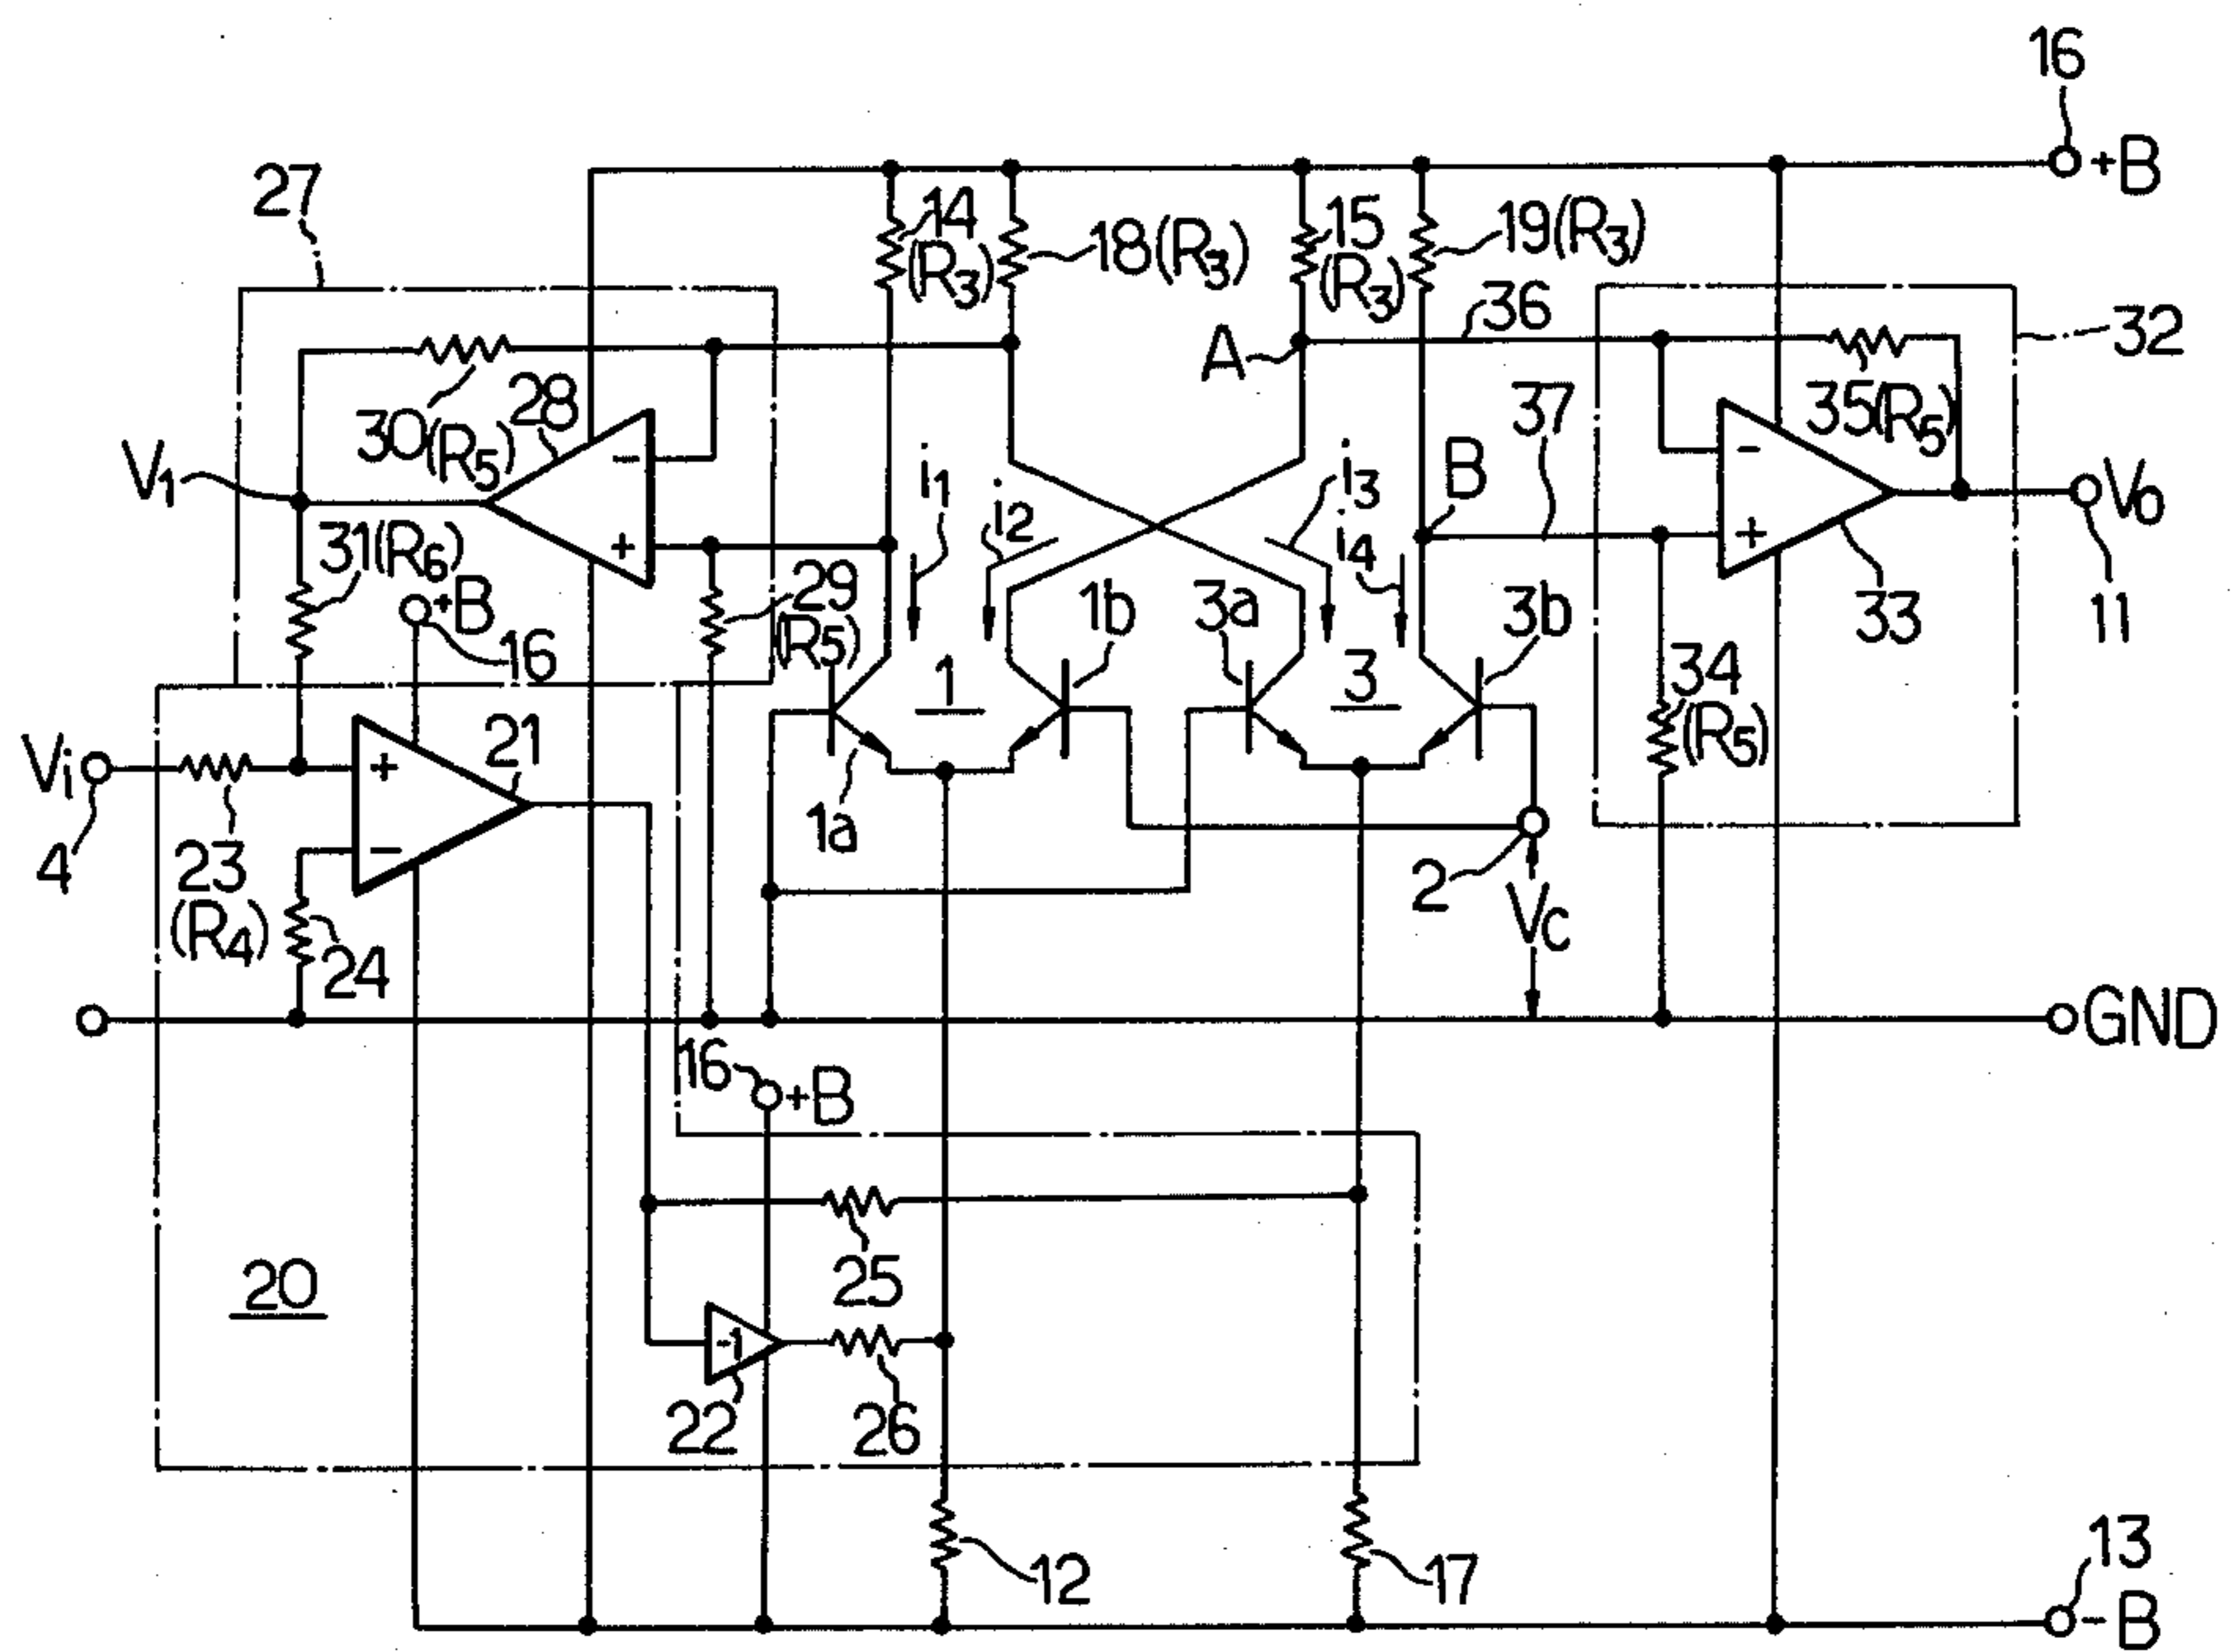 16
+B
27
14
(R3)
18(R3)
15
(R3)
19(R3)
36
32
A
30(R5)
28
35(R5)
V1
i1
i2
i3
i4
B
37
-
+
-
+
Vo
11
33
31(R6)
+B
16
29
(R5)
1
1b
3a
3
3b
34
(R5)
Vi
4
23
(R4)
+
-
21
24
1a
2
Vc
GND
16
+B
25
20
-1
22
26
12
17
13
-B